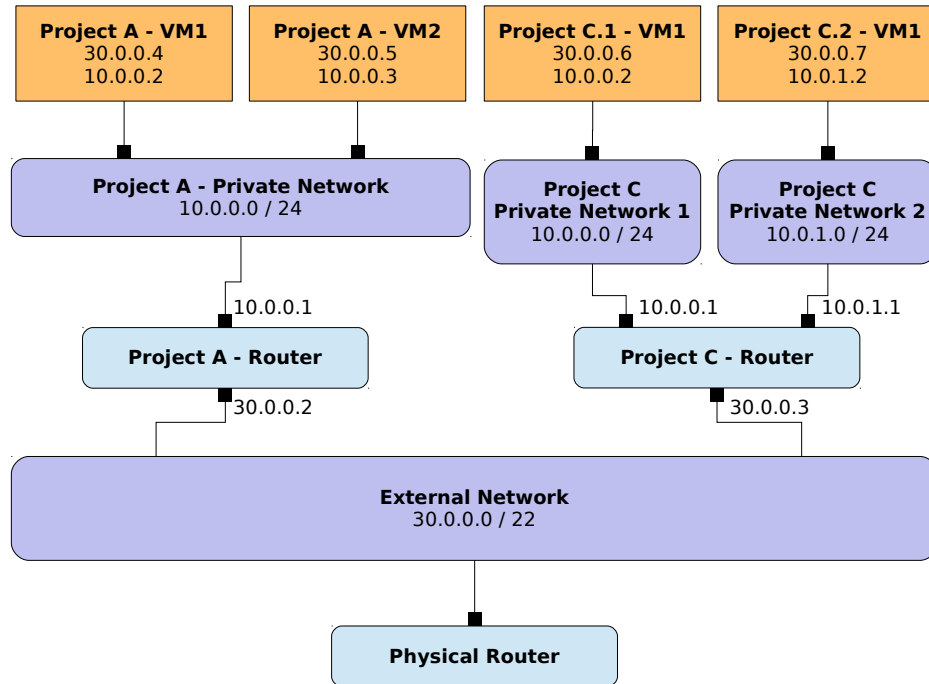 Project A - VM1
30.0.0.4
10.0.0.2
Project A - VM2
30.0.0.5
10.0.0.3
Project C.1 - VM1
30.0.0.6
10.0.0.2
Project C.2 - VM1
30.0.0.7
10.0.1.2
Project A - Private Network
10.0.0.0 / 24
Project C
Private Network 1
10.0.0.0 / 24
Project C
Private Network 2
10.0.1.0 / 24
10.0.0.1
10.0.0.1
10.0.1.1
Project A - Router
Project C - Router
30.0.0.2
30.0.0.3
External Network
30.0.0.0 / 22
Physical Router